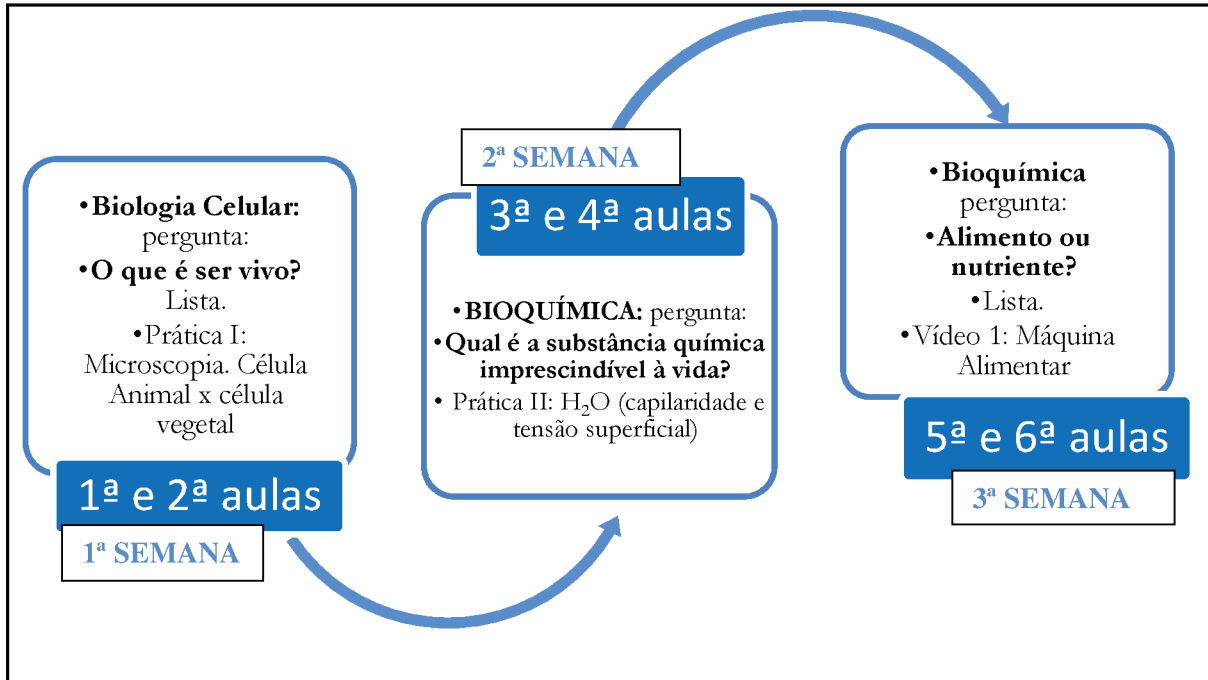 •Biologia Celular:
pergunta:
•O que é ser vivo?
Lista.
•Prática I:
Microscopia. Célula
Animal x célula
vegetal
1ª e 2ª aulas
1ª SEMANA
2ª SEMANA
3ª e 4ª aulas
•BIOQUÍMICA: pergunta:
•Qual é a substância química
imprescindível à vida?
• Prática II: H₂O (capilaridade e
tensão superficial)
•Bioquímica
pergunta:
•Alimento ou
nutriente?
•Lista.
•Vídeo 1: Máquina
Alimentar
5ª e 6ª aulas
3ª SEMANA